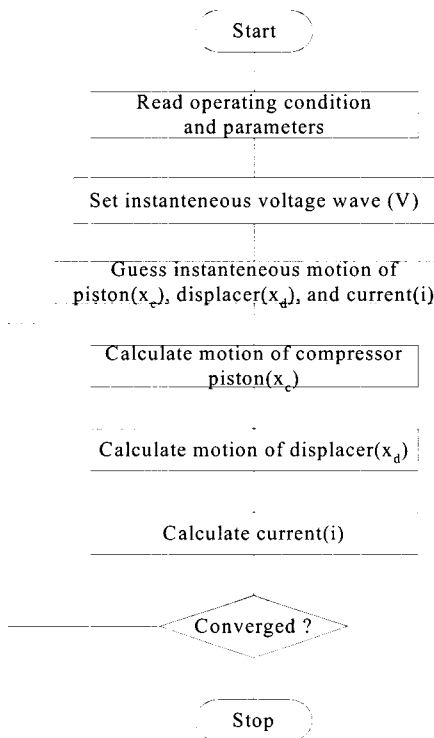 Start
Read operating condition
and parameters
Set instanteneous voltage wave (V)
Guess instantaneous motion of
piston(x_c), displacer(x_d), and current(i)
Calculate motion of compressor
piston(x_c)
Calculate motion of displacer(x_d)
Calculate current(i)
Converged ?
Stop